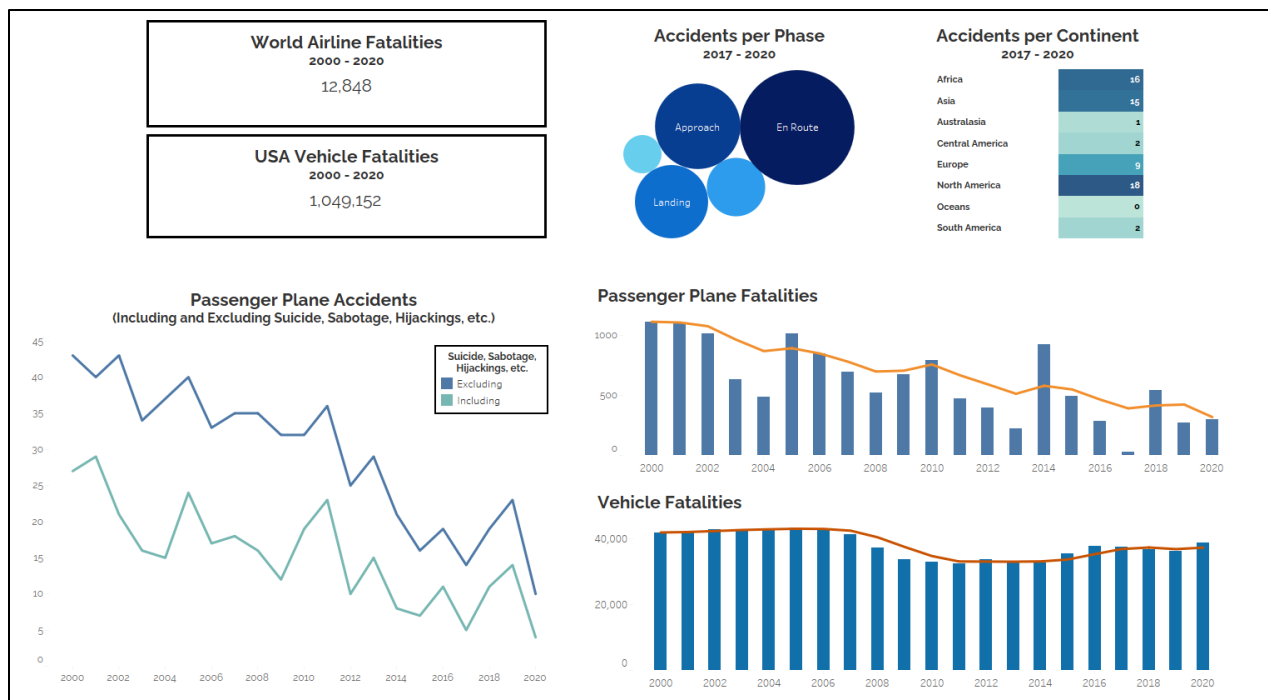 World Airline Fatalities
2000 - 2020
12,848
USA Vehicle Fatalities
2000 - 2020
1,049,152
Accidents per Phase
2017 - 2020
Approach
En Route
Landing
Accidents per Continent
2017 - 2020
Africa 16
Asia 15
Australasia 1
Central America 2
Europe 9
North America 18
Oceans 0
South America 2
Passenger Plane Accidents
(Including and Excluding Suicide, Sabotage, Hijackings, etc.)
45
40
35
30
25
20
15
10
5
0
2000 2002 2004 2006 2008 2010 2012 2014 2016 2018 2020
Suicide, Sabotage,
Hijackings, etc.
Excluding
Including
Passenger Plane Fatalities
1000
500
0
2000 2002 2004 2006 2008 2010 2012 2014 2016 2018 2020
Vehicle Fatalities
40,000
20,000
0
2000 2002 2004 2006 2008 2010 2012 2014 2016 2018 2020